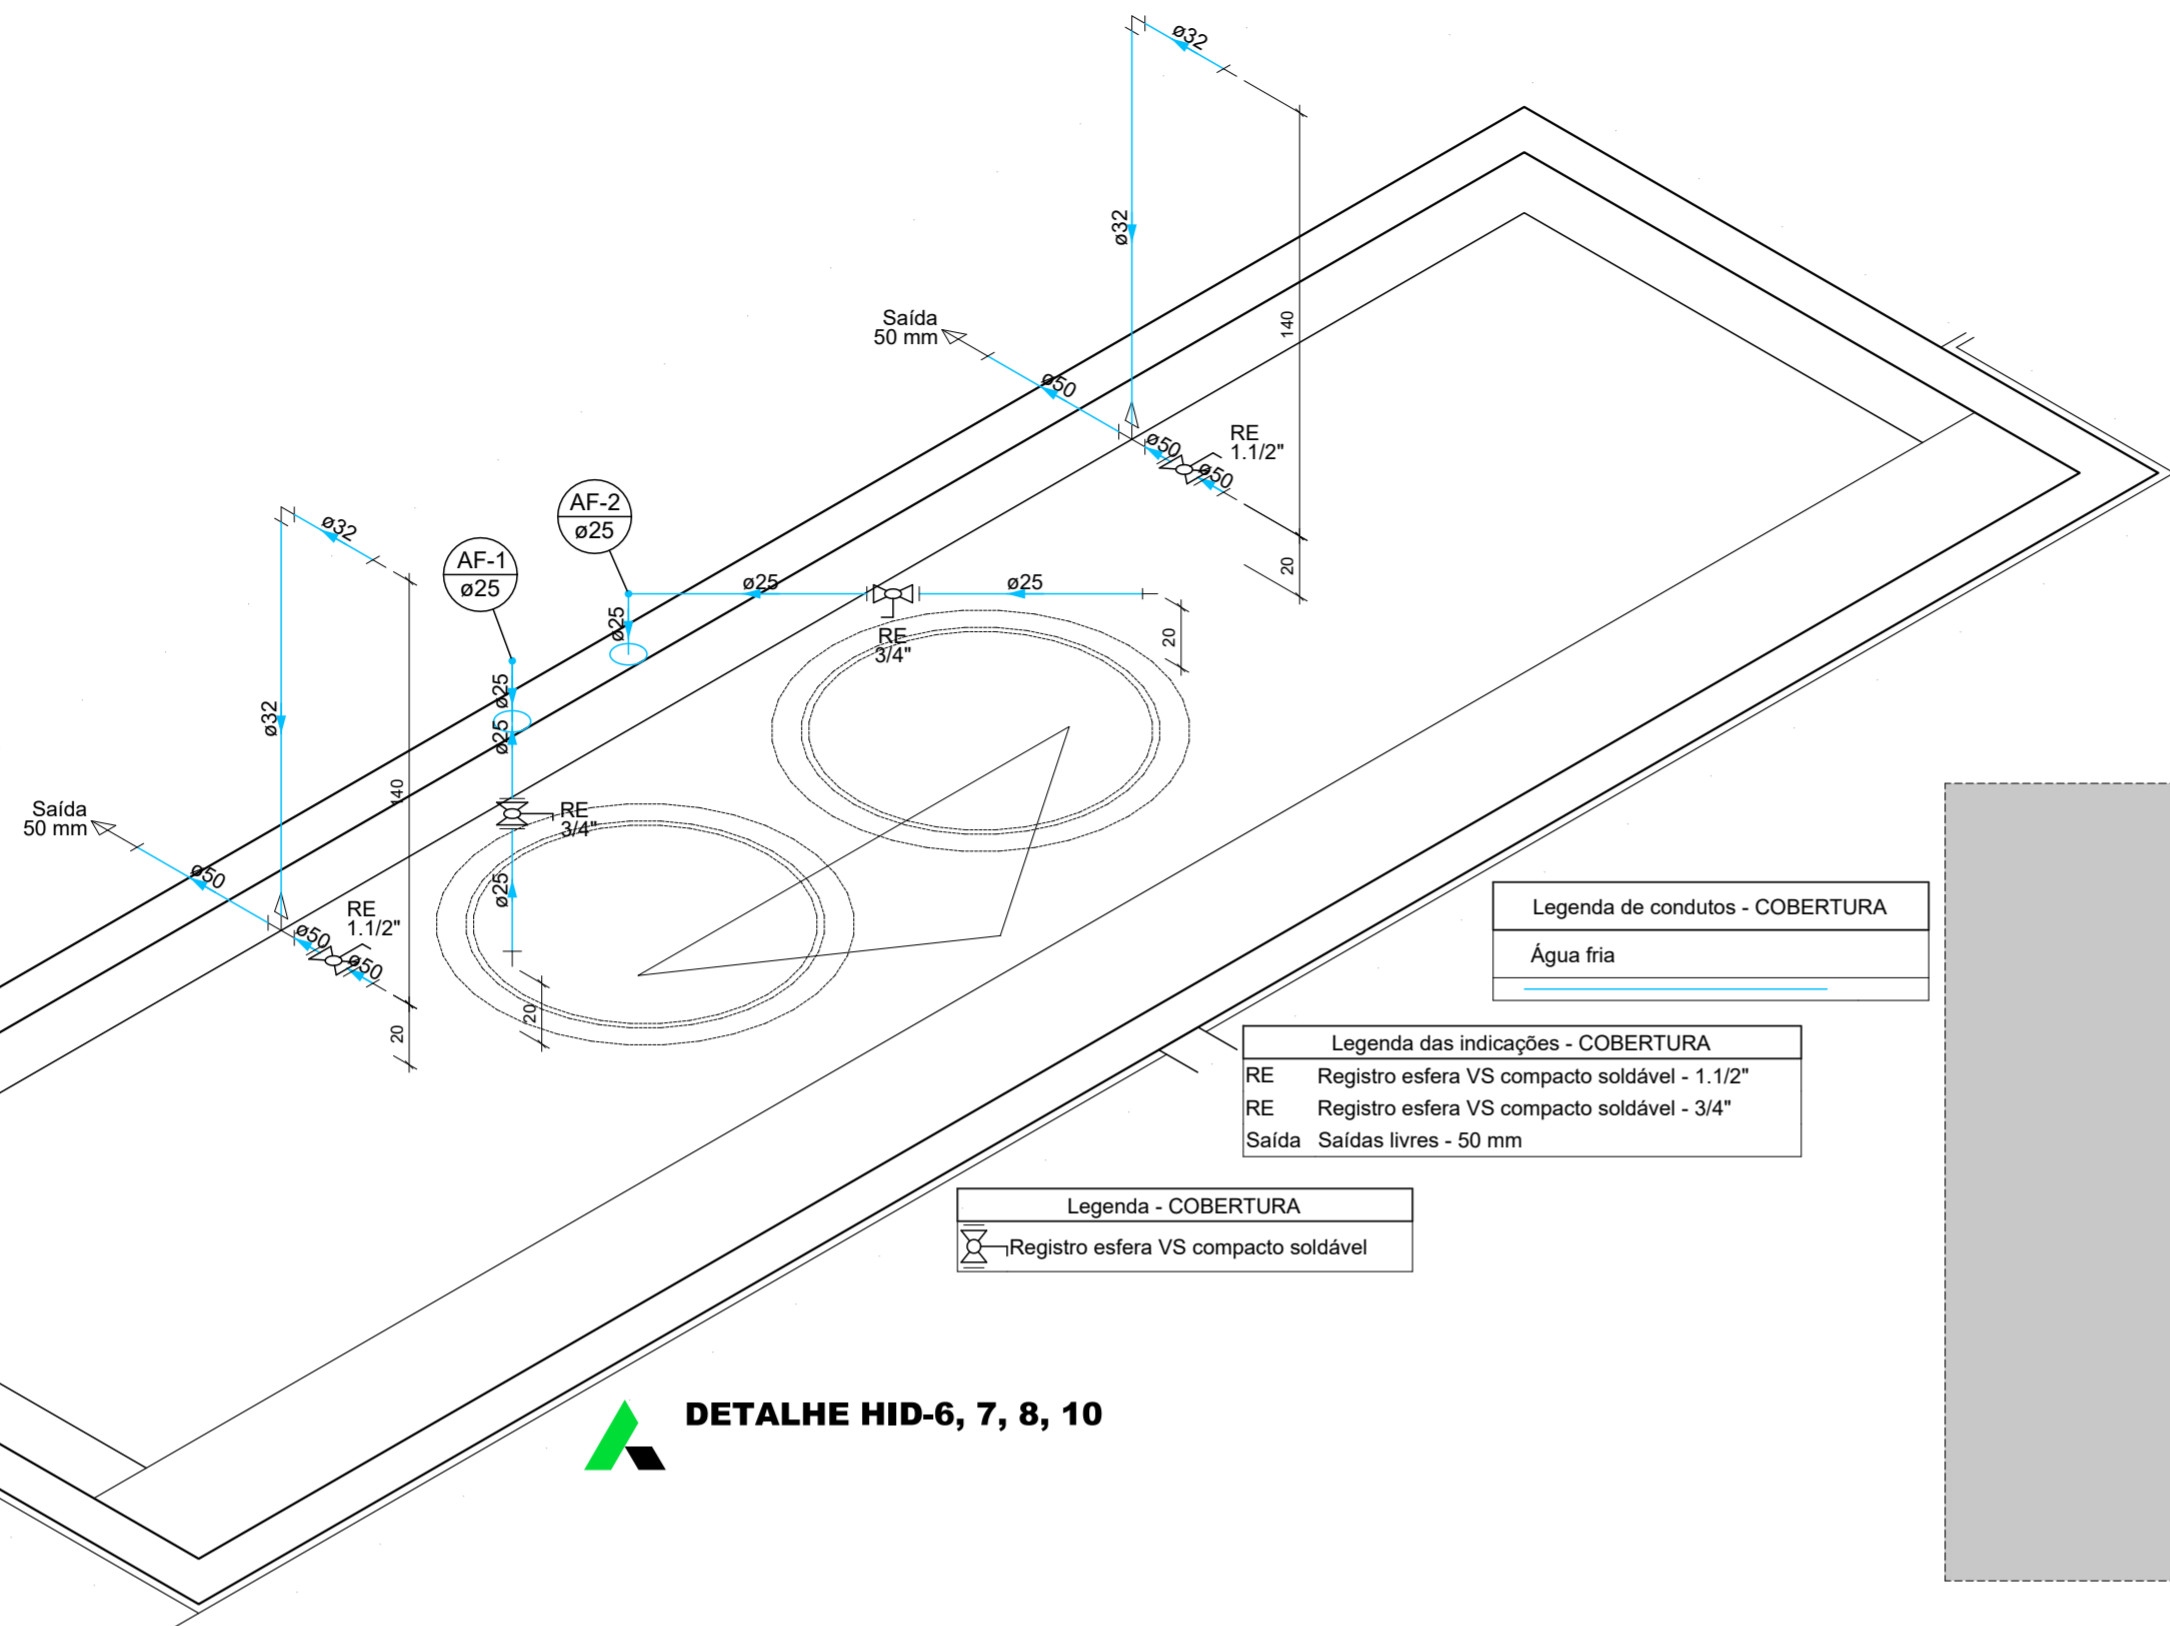 ø32
ø32
140
Saída
50 mm
ø50
RE
1.1/2"
ø50
ø50
20
AF-2
ø25
AF-1
ø25
ø32
ø25
ø25
ø25
RE
3/4"
20
ø25
ø25
ø32
140
RE
3/4"
Saída
50 mm
ø50
ø25
RE
1.1/2"
ø50
ø50
20
20
Legenda de condutos - COBERTURA
Água fria
Legenda das indicações - COBERTURA
RE Registro esfera VS compacto soldável - 1.1/2"
RE Registro esfera VS compacto soldável - 3/4"
Saída Saídas livres - 50 mm
Legenda - COBERTURA
Registro esfera VS compacto soldável
DETALHE HID-6, 7, 8, 10